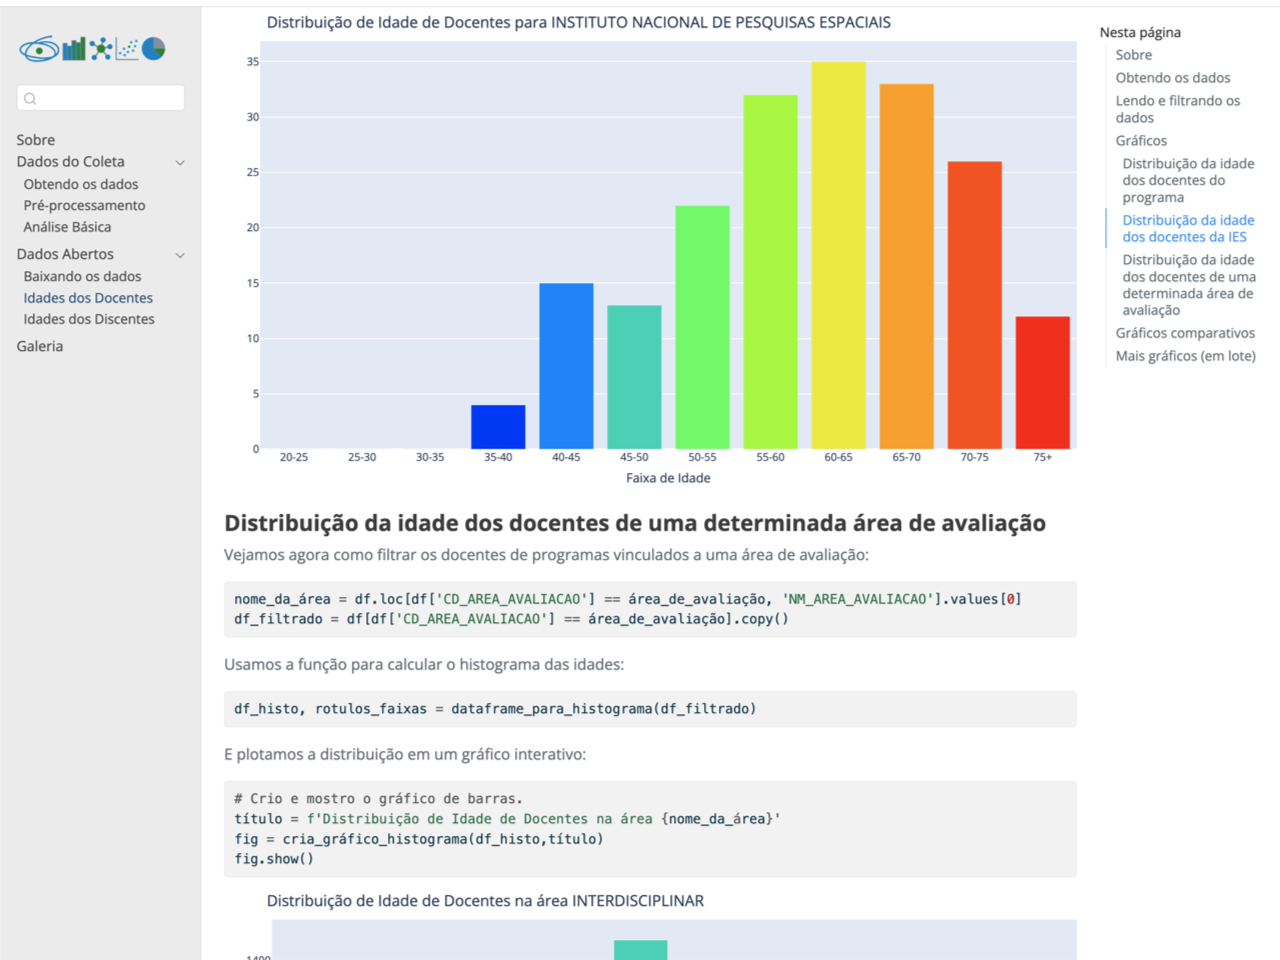 Distribuição de Idade de Docentes para INSTITUTO NACIONAL DE PESQUISAS ESPACIAIS
Sobre
Dados do Coleta
Obtendo os dados
Pré-processamento
Análise Básica
Dados Abertos
Baixando os dados
Idades dos Docentes
Idades dos Discentes
Galeria
35
30
25
20
15
10
5
0
20-25 25-30 30-35 35-40 40-45 45-50 50-55 55-60 60-65 65-70 70-75 75+
Faixa de Idade
Distribuição da idade dos docentes de uma determinada área de avaliação
Vejamos agora como filtrar os docentes de programas vinculados a uma área de avaliação:
nome_da_área = df.loc[df['CD_AREA_AVALIACAO'] == área_de_avaliação, 'NM_AREA_AVALIACAO'].values[0]
df_filtrado = df[df['CD_AREA_AVALIACAO'] == área_de_avaliação].copy()
Usamos a função para calcular o histograma das idades:
df_histo, rotulos_faixas = dataframe_para_histograma(df_filtrado)
E plotamos a distribuição em um gráfico interativo:
# Crio e mostro o gráfico de barras.
título = f'Distribuição de Idade de Docentes na área {nome_da_área}'
fig = cria_gráfico_histograma(df_histo,título)
fig.show()
Distribuição de Idade de Docentes na área INTERDISCIPLINAR
1400
Nesta página
Sobre
Obtendo os dados
Lendo e filtrando os
dados
Gráficos
Distribuição da idade
dos docentes do
programa
Distribuição da idade
dos docentes da IES
Distribuição da idade
dos docentes de uma
determinada área de
avaliação
Gráficos comparativos
Mais gráficos (em lote)